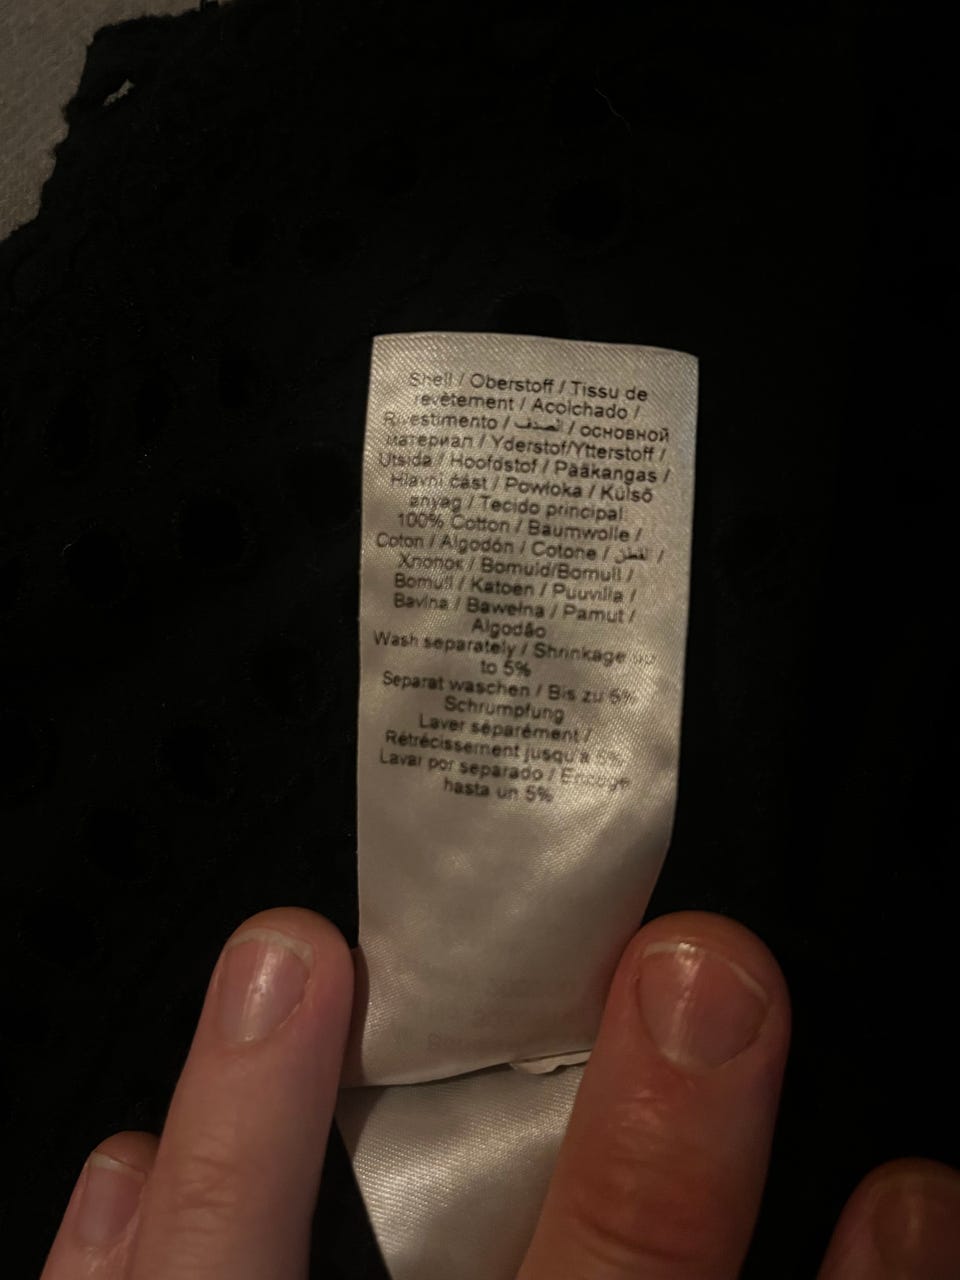 Shell / Oberstoff / Tissu de
revêtement / Acolchado /
Rivestimento / الصدف / основной
материал / Yderstof/Ytterstoff /
Utsida / Hoofdstof / Pääkangas /
Hlavní část / Powłoka / Külső
anyag / Tecido principal:
100% Cotton / Baumwolle /
Coton / Algodón / Cotone / القطن /
Хлопок / Bomuld/Bomull /
Bomull / Katoen / Puuvilla /
Bavlna / Bawełna / Pamut /
Algodão
Wash separately / Shrinkage up
to 5%
Separat waschen / Bis zu 5%
Schrumpfung
Laver séparément /
Rétrécissement jusqu'à 5%
Lavar por separado / Encoge
hasta un 5%